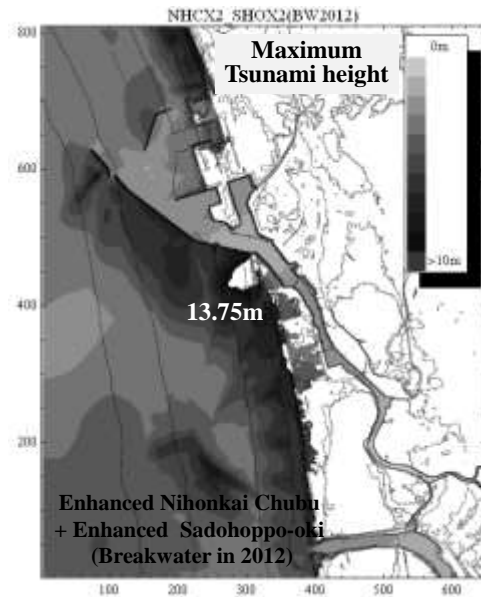 NHCX2_SHOX2(BW2012)
800
Maximum
Tsunami height
0m
>10m
600
400
13.75m
200
Enhanced Nihonkai Chubu
+ Enhanced Sadohoppo-oki
(Breakwater in 2012)
100 200 300 400 500 600